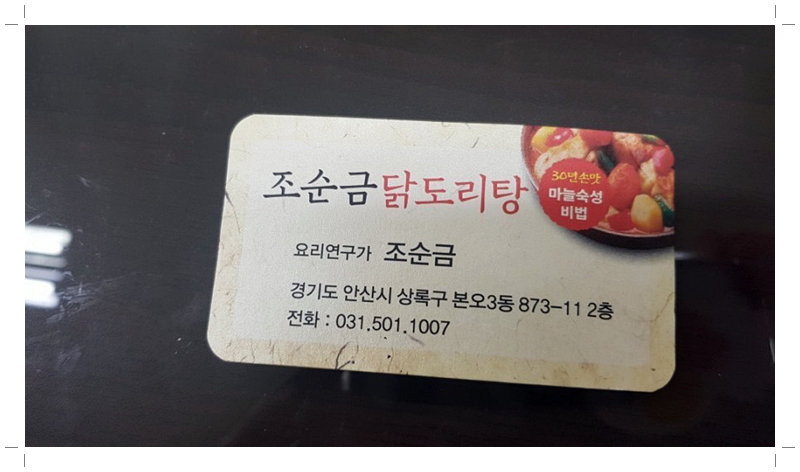 조순금닭도리탕
30년손맛
마늘숙성
비법
요리연구가 조순금
경기도 안산시 상록구 본오3동 873-11 2층
전화 : 031.501.1007